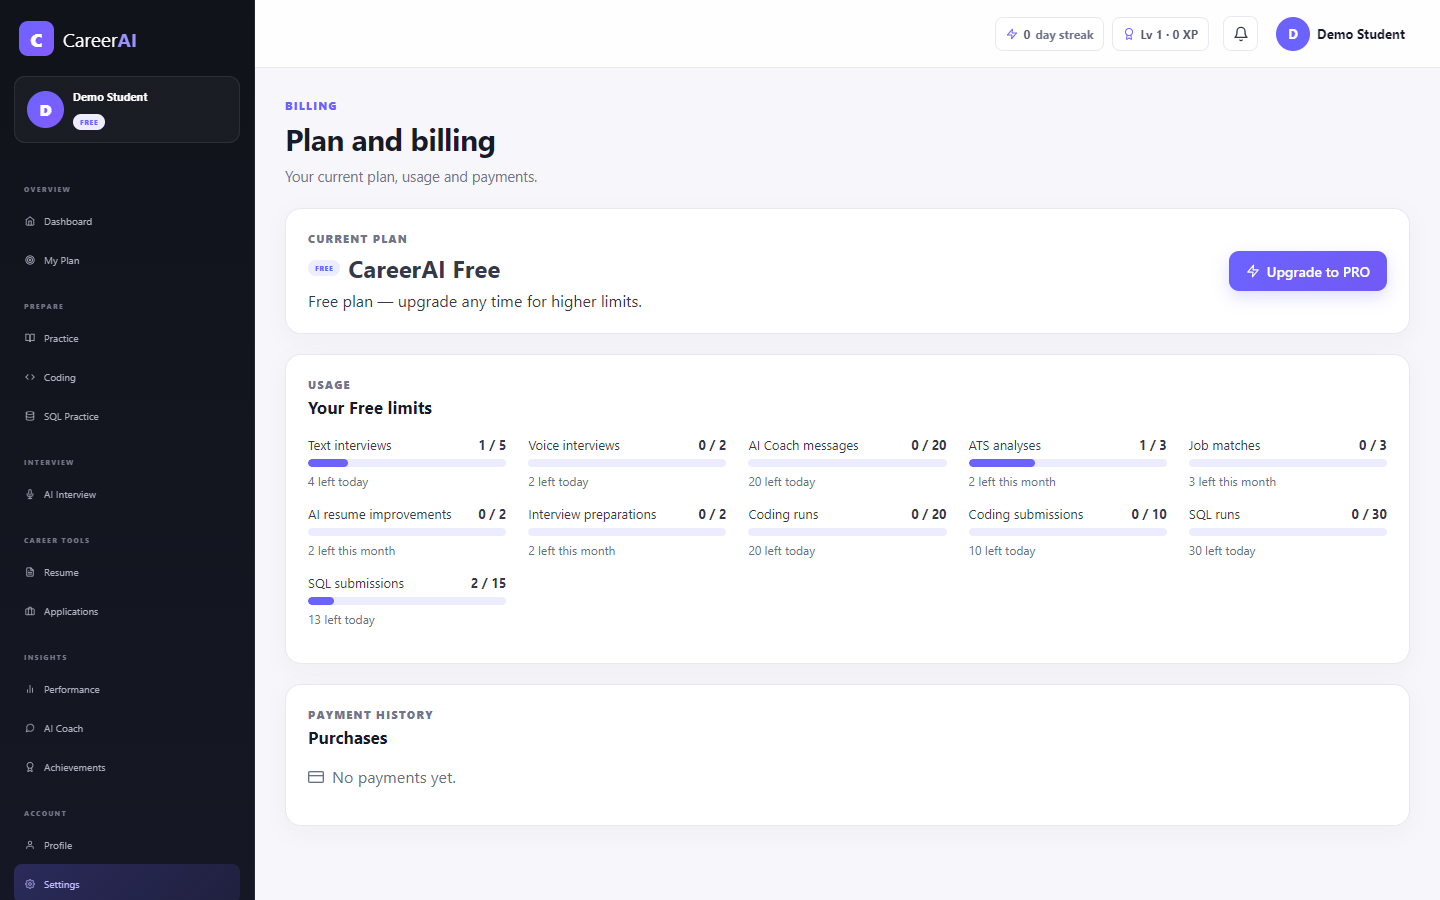 C CareerAI
D Demo Student
FREE
OVERVIEW
Dashboard
My Plan
PREPARE
Practice
Coding
SQL Practice
INTERVIEW
AI Interview
CAREER TOOLS
Resume
Applications
INSIGHTS
Performance
AI Coach
Achievements
ACCOUNT
Profile
Settings
0 day streak
Lv 1 · 0 XP
D Demo Student
BILLING
Plan and billing
Your current plan, usage and payments.
CURRENT PLAN
FREE CareerAI Free
Free plan — upgrade any time for higher limits.
Upgrade to PRO
USAGE
Your Free limits
Text interviews 1 / 5
4 left today
Voice interviews 0 / 2
2 left today
AI Coach messages 0 / 20
20 left today
ATS analyses 1 / 3
2 left this month
Job matches 0 / 3
3 left this month
AI resume improvements 0 / 2
2 left this month
Interview preparations 0 / 2
2 left this month
Coding runs 0 / 20
20 left today
Coding submissions 0 / 10
10 left today
SQL runs 0 / 30
30 left today
SQL submissions 2 / 15
13 left today
PAYMENT HISTORY
Purchases
No payments yet.